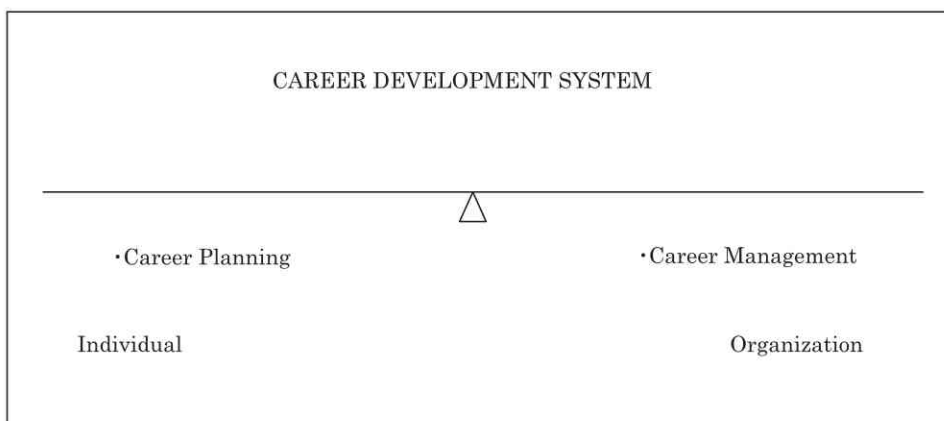 CAREER DEVELOPMENT SYSTEM
・Career Planning
・Career Management
Individual
Organization